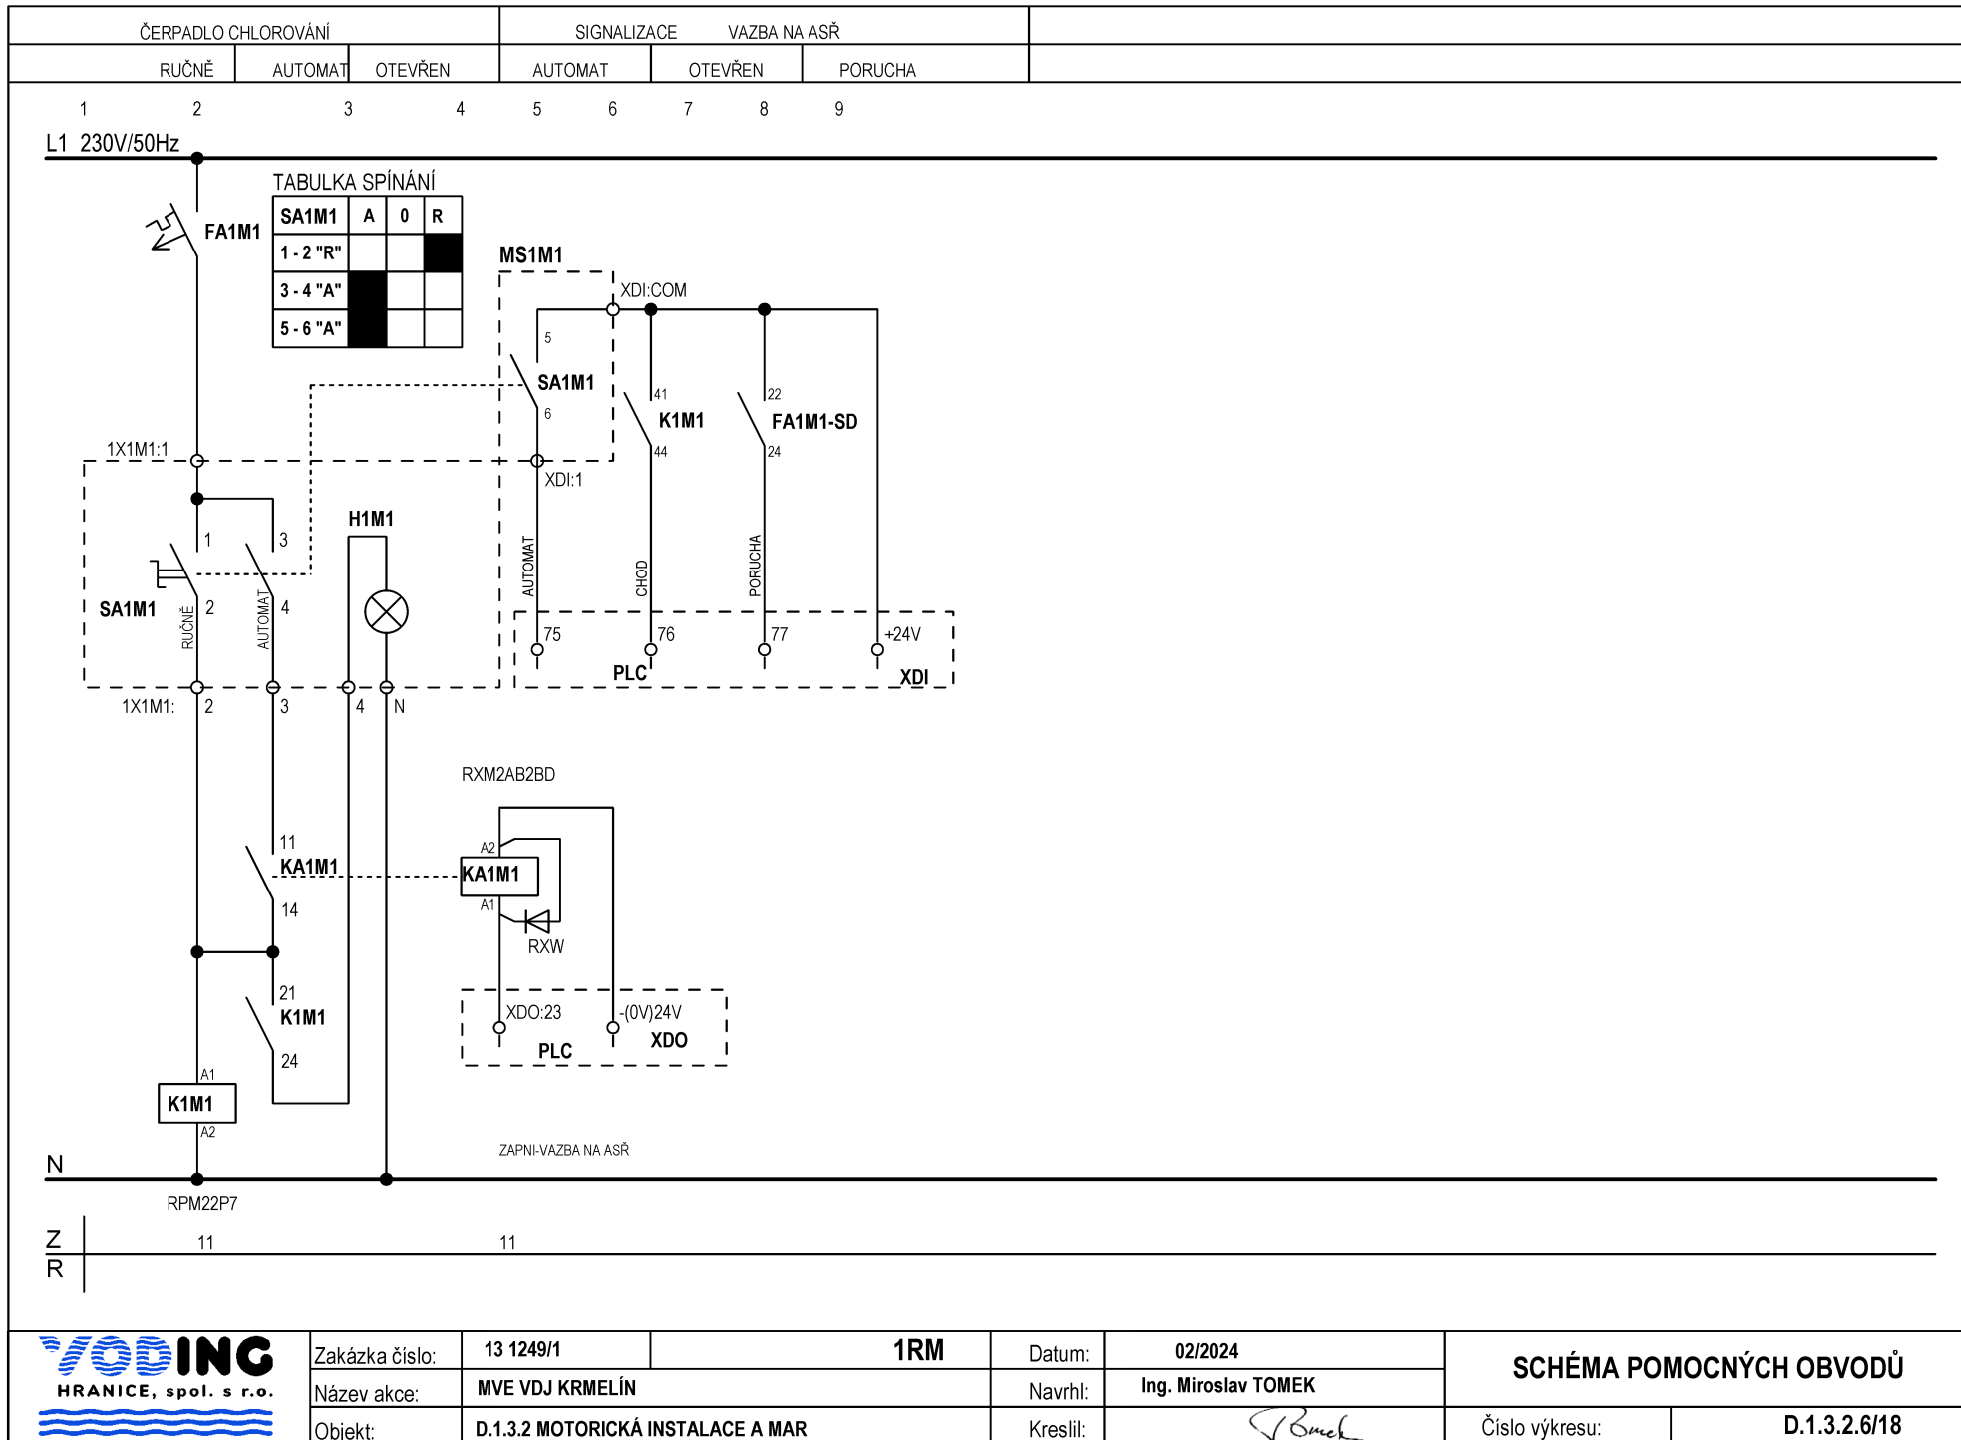 ČERPADLO CHLOROVÁNÍ SIGNALIZACE VAZBA NA ASŘ
RUČNĚ AUTOMAT OTEVŘEN AUTOMAT OTEVŘEN PORUCHA
1 2 3 4 5 6 7 8 9
L1 230V/50Hz
TABULKA SPÍNÁNÍ
SA1M1 A 0 R
1 - 2 "R"
3 - 4 "A"
5 - 6 "A"
FA1M1
MS1M1
XDI:COM
5
SA1M1
6
41
K1M1
44
22
FA1M1-SD
24
1X1M1:1
XDI:1
H1M1
1 3
SA1M1
2 4
RUČNĚ
AUTOMAT
AUTOMAT
CHOD
PORUCHA
75 76 77 +24V
PLC XDI
1X1M1: 2 3 4 N
RXM2AB2BD
11
KA1M1
14
A2
KA1M1
A1
RXW
21
K1M1
24
XDO:23 -(0V)24V
PLC XDO
A1
K1M1
A2
ZAPNI-VAZBA NA ASŘ
N
RPM22P7
Z 11 11
R
VODING
HRANICE, spol. s r.o.
Zakázka číslo: 13 1249/1 1RM Datum: 02/2024
SCHÉMA POMOCNÝCH OBVODŮ
Název akce: MVE VDJ KRMELÍN Navrhl: Ing. Miroslav TOMEK
Objekt: D.1.3.2 MOTORICKÁ INSTALACE A MAR Kreslil: Číslo výkresu: D.1.3.2.6/18